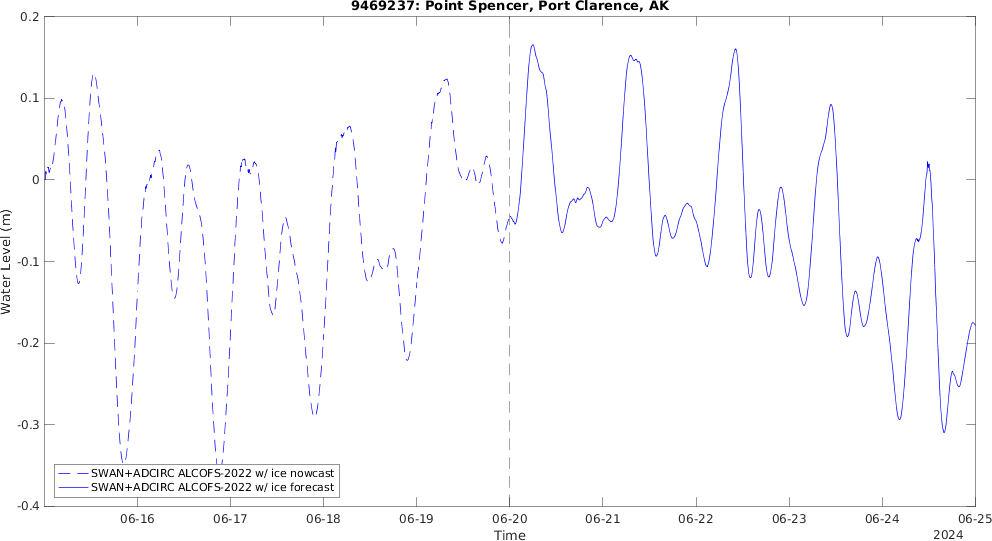 9469237: Point Spencer, Port Clarence, AK
0.2
0.1
0
-0.1
-0.2
-0.3
-0.4
Water Level (m)
SWAN+ADCIRC ALCOFS-2022 w/ ice nowcast
SWAN+ADCIRC ALCOFS-2022 w/ ice forecast
06-16 06-17 06-18 06-19 06-20 06-21 06-22 06-23 06-24 06-25
Time
2024